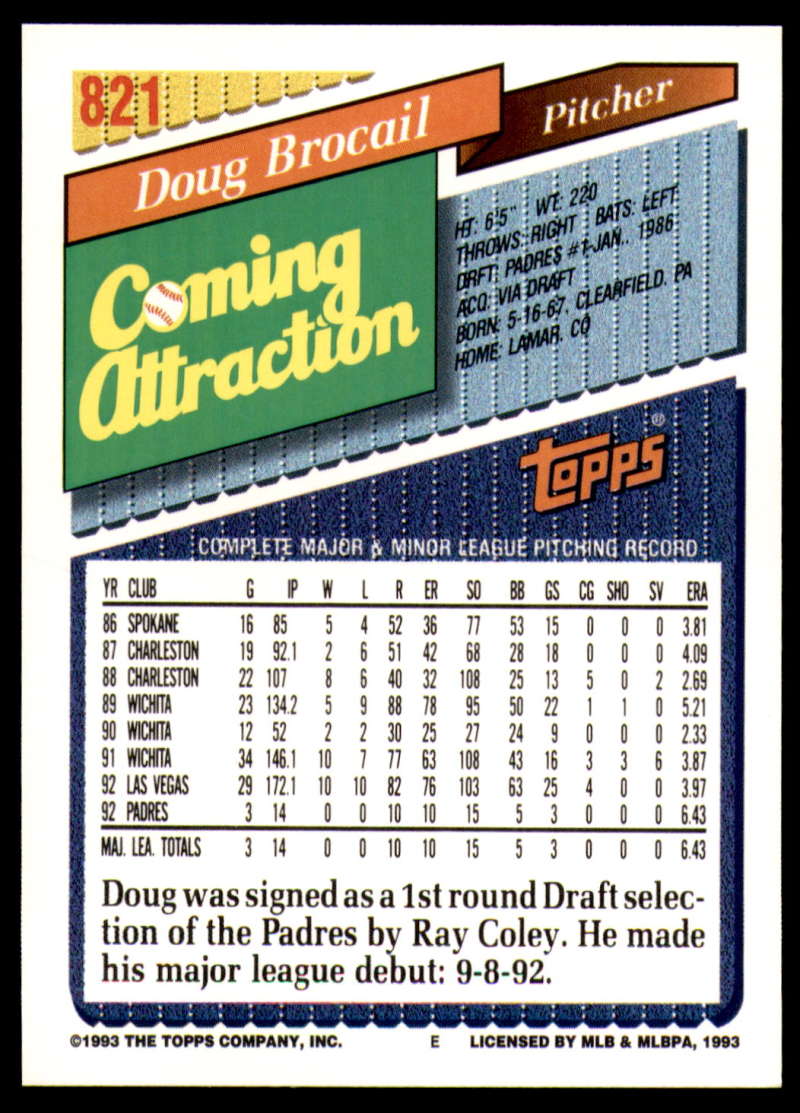 821
Doug Brocail
Pitcher
Coming
Attraction
HT: 6'5" WT: 220
THROWS: RIGHT BATS: LEFT
DRFT: PADRES #1-JAN., 1986
ACQ: VIA DRAFT
BORN: 5-16-67, CLEARFIELD, PA
HOME: LAMAR, CO
TOPPS®
COMPLETE MAJOR & MINOR LEAGUE PITCHING RECORD
YR CLUB G IP W L R ER SO BB GS CG SHO SV ERA
86 SPOKANE 16 85 5 4 52 36 77 53 15 0 0 0 3.81
87 CHARLESTON 19 92.1 2 6 51 42 68 28 18 0 0 0 4.09
88 CHARLESTON 22 107 8 6 40 32 108 25 13 5 0 2 2.69
89 WICHITA 23 134.2 5 9 88 78 95 50 22 1 1 0 5.21
90 WICHITA 12 52 2 2 30 25 27 24 9 0 0 0 2.33
91 WICHITA 34 146.1 10 7 77 63 108 43 16 3 3 6 3.87
92 LAS VEGAS 29 172.1 10 10 82 76 103 63 25 4 0 0 3.97
92 PADRES 3 14 0 0 10 10 15 5 3 0 0 0 6.43
MAJ. LEA. TOTALS 3 14 0 0 10 10 15 5 3 0 0 0 6.43
Doug was signed as a 1st round Draft selec-
tion of the Padres by Ray Coley. He made
his major league debut: 9-8-92.
©1993 THE TOPPS COMPANY, INC. E LICENSED BY MLB & MLBPA, 1993